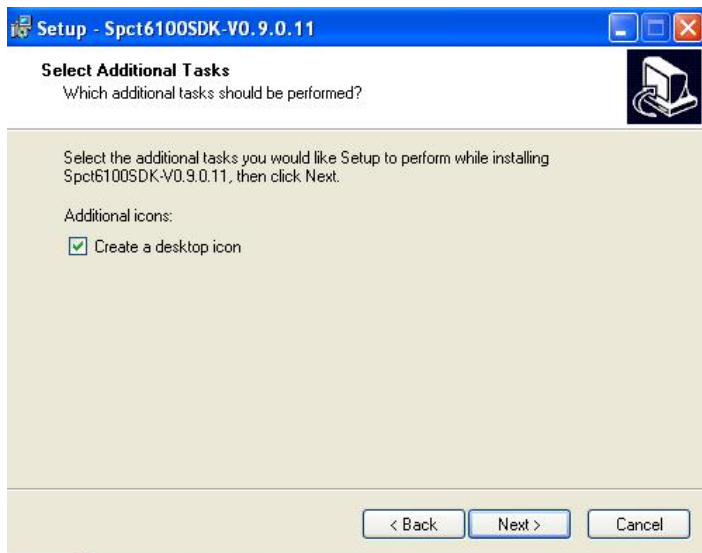 Setup - Spct6100SDK-V0.9.0.11
Select Additional Tasks
Which additional tasks should be performed?
Select the additional tasks you would like Setup to perform while installing
Spct6100SDK-V0.9.0.11, then click Next.
Additional icons:
Create a desktop icon
< Back Next > Cancel